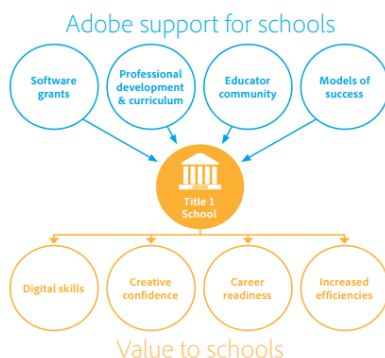 Adobe support for schools
Software
grants
Professional
development
& curriculum
Educator
community
Models of
success
Title 1
School
Digital skills
Creative
confidence
Career
readiness
Increased
efficiencies
Value to schools